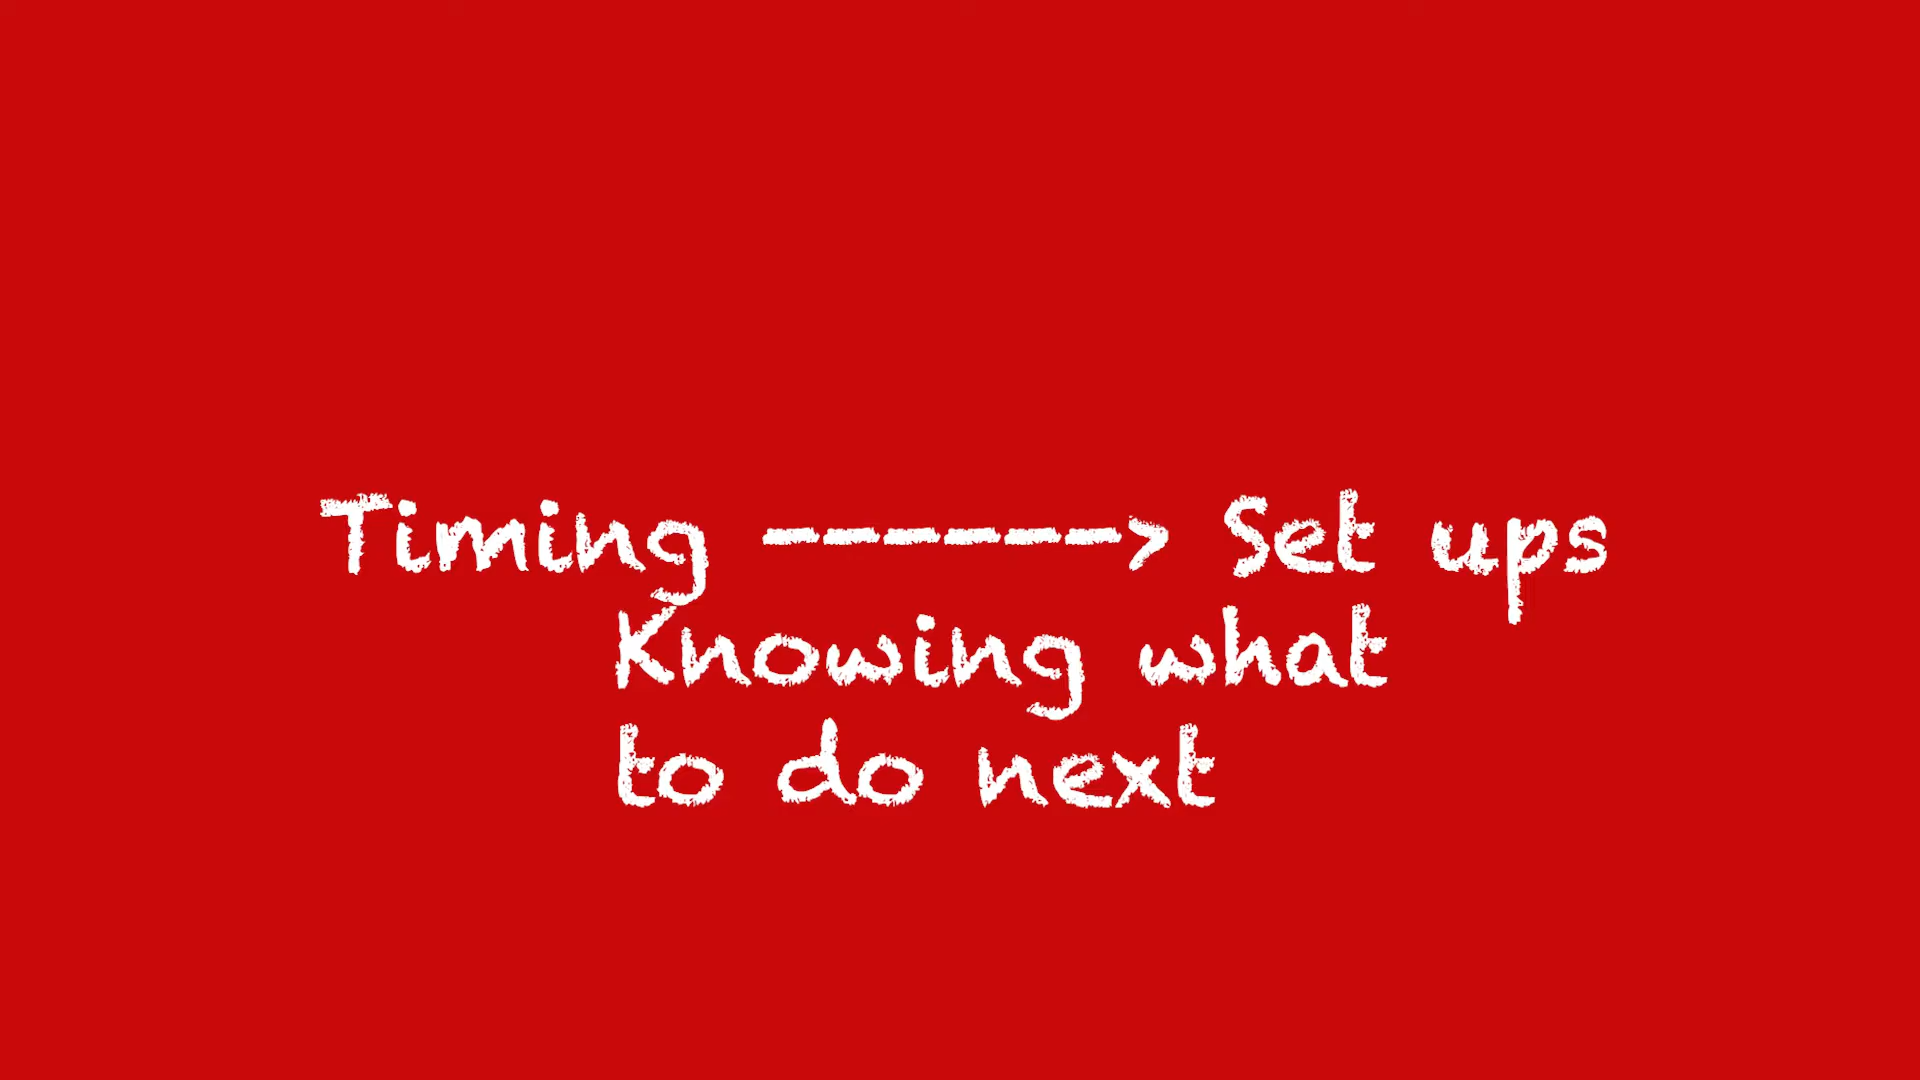 Timing ------> Set ups
Knowing what
to do next